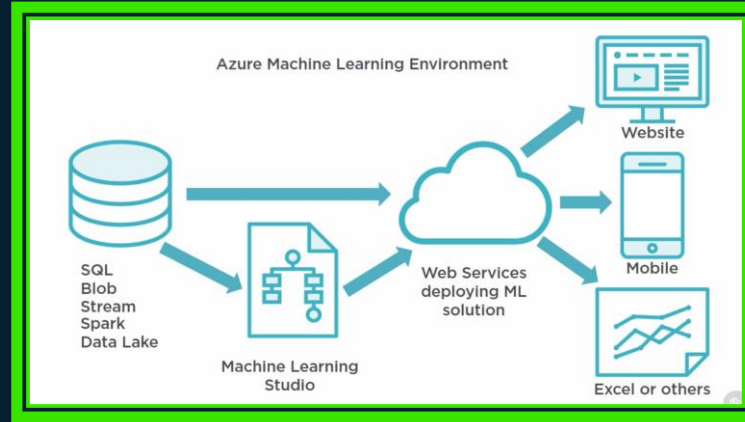 Azure Machine Learning Environment
Website
SQL
Blob
Stream
Spark
Data Lake
Machine Learning
Studio
Web Services
deploying ML
solution
Mobile
Excel or others